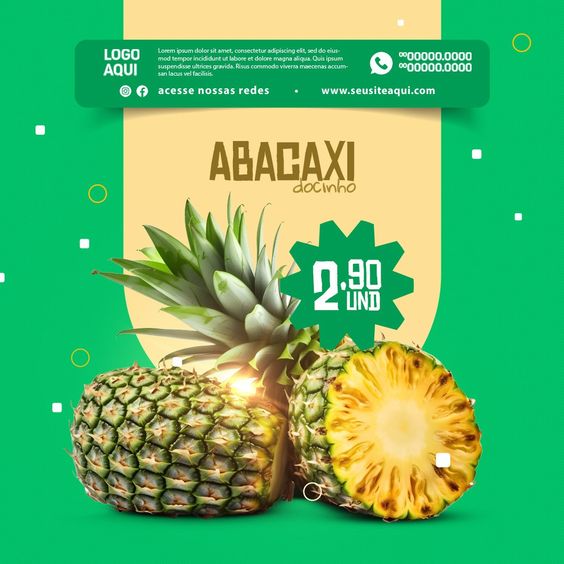 LOGO
AQUI
Lorem ipsum dolor sit amet, consectetur adipiscing elit, sed do eius-
mod tempor incididunt ut labore et dolore magna aliqua. Quis ipsum
suspendisse ultrices gravida. Risus commodo viverra maecenas accum-
san lacus vel facilisis.
0000000.0000
0000000.0000
acesse nossas redes • www.seusiteaqui.com
ABACAXI
docinho
2.90
UND